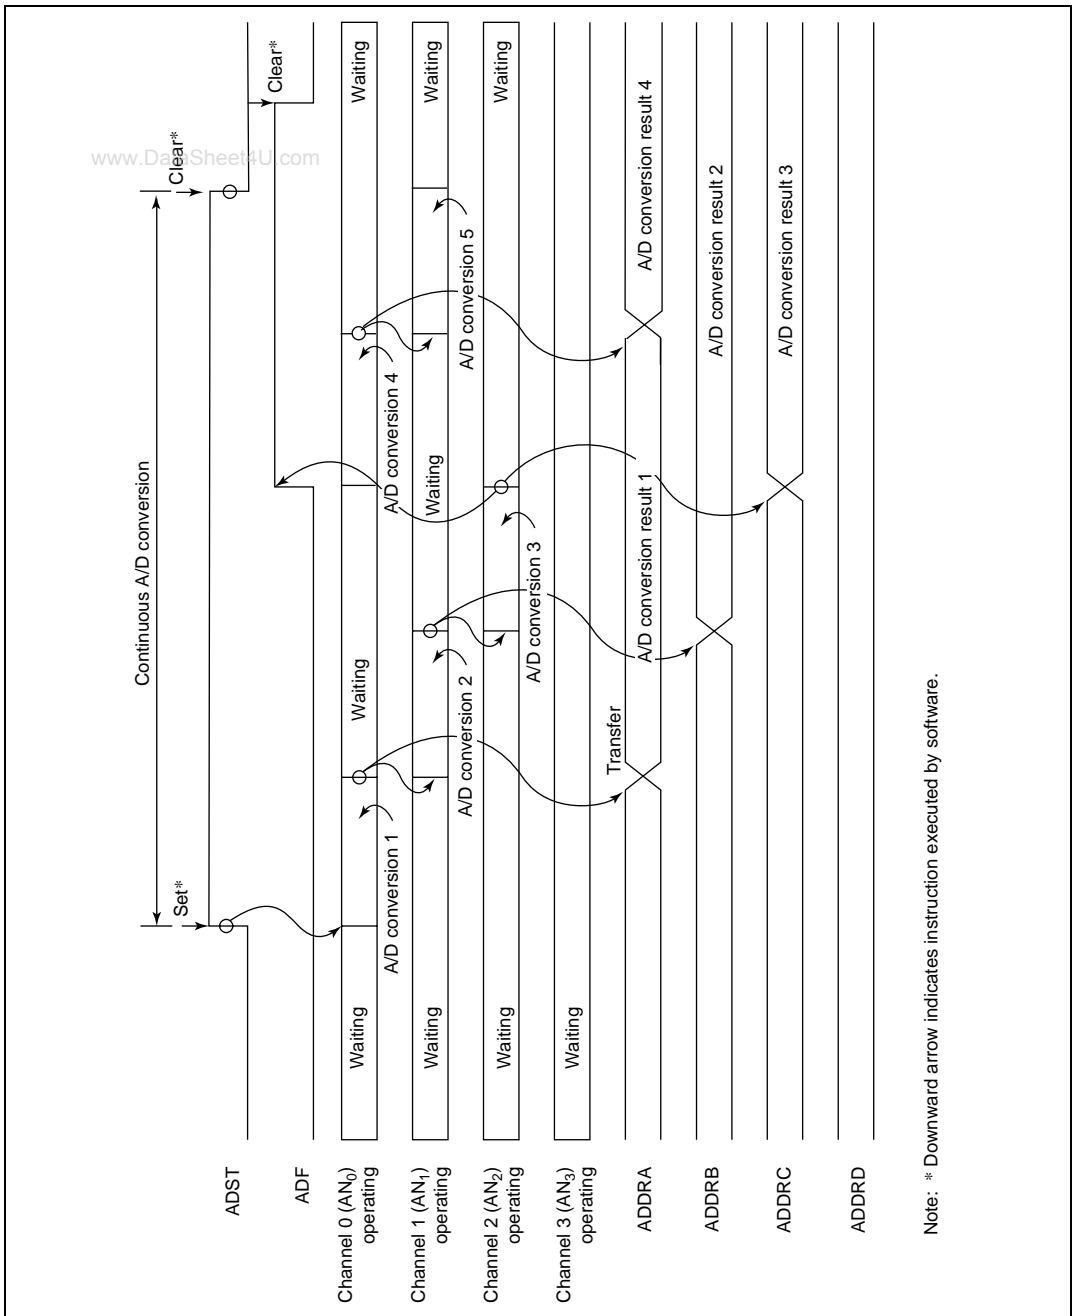 www.DataSheet4U.com
Continuous A/D conversion
Set*
Clear*
Clear*
ADST
ADF
Channel 0 (AN0)
operating
Waiting
A/D conversion 1
Waiting
A/D conversion 4
Waiting
Channel 1 (AN1)
operating
Waiting
A/D conversion 2
Waiting
A/D conversion 5
Waiting
Channel 2 (AN2)
operating
Waiting
A/D conversion 3
Waiting
Channel 3 (AN3)
operating
Waiting
ADDRA
Transfer
A/D conversion result 1
A/D conversion result 4
ADDRB
A/D conversion result 2
ADDRC
A/D conversion result 3
ADDRD
Note: * Downward arrow indicates instruction executed by software.